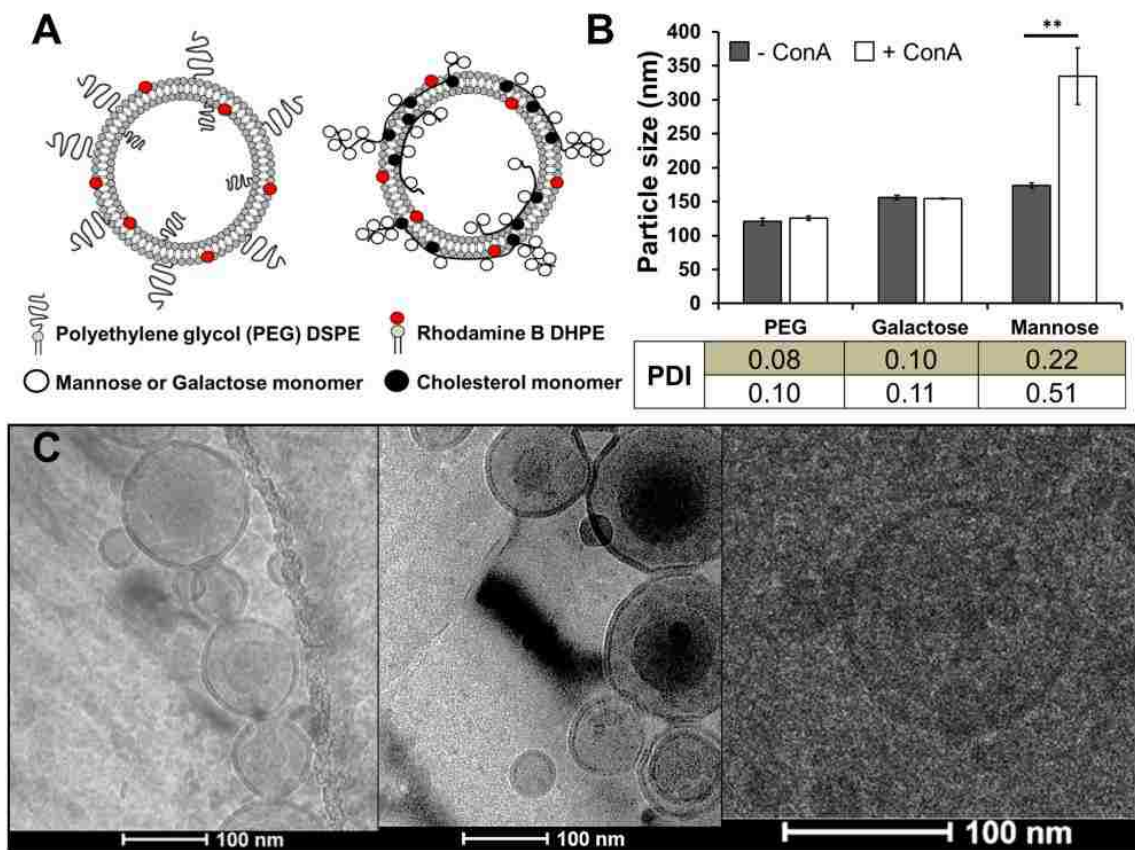 A
Polyethylene glycol (PEG) DSPE
Rhodamine B DHPE
Mannose or Galactose monomer
Cholesterol monomer
B
Particle size (nm)
400
350
300
250
200
150
100
50
0
- ConA
+ ConA
**
PEG Galactose Mannose
PDI
0.08 0.10 0.22
0.10 0.11 0.51
C
100 nm
100 nm
100 nm